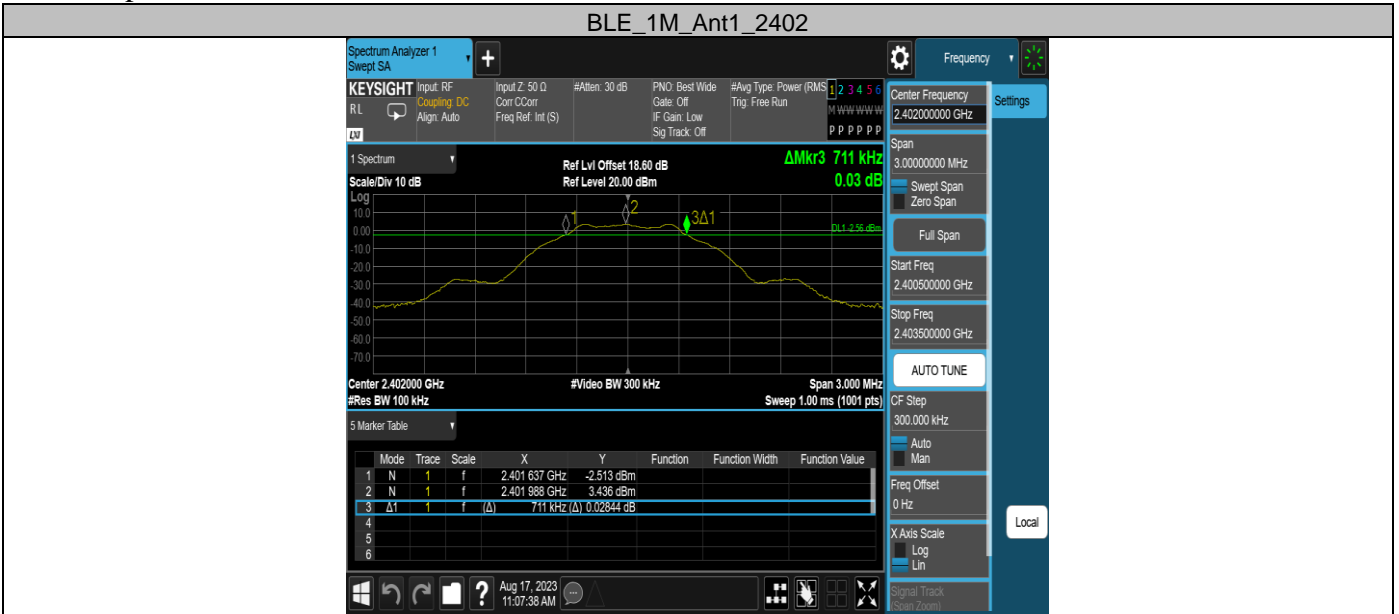 BLE_1M_Ant1_2402
Spectrum Analyzer 1
Swept SA
+
Frequency
KEYSIGHT
RL
LXI
Input: RF
Coupling: DC
Align: Auto
Input Z: 50 Ω
Corr CCorr
Freq Ref: Int (S)
#Atten: 30 dB
PNO: Best Wide
Gate: Off
IF Gain: Low
Sig Track: Off
#Avg Type: Power (RMS
Trig: Free Run
1 2 3 4 5 6
M W W W W W
P P P P P P
1 Spectrum
Scale/Div 10 dB
Ref Lvl Offset 18.60 dB
Ref Level 20.00 dBm
ΔMkr3 711 kHz
0.03 dB
Log
10.0
0.00
-10.0
-20.0
-30.0
-40.0
-50.0
-60.0
-70.0
1
2
3Δ1
DL1 -2.56 dBm
Center 2.402000 GHz
#Video BW 300 kHz
Span 3.000 MHz
#Res BW 100 kHz
Sweep 1.00 ms (1001 pts)
5 Marker Table
Mode Trace Scale X Y Function Function Width Function Value
1 N 1 f 2.401 637 GHz -2.513 dBm
2 N 1 f 2.401 988 GHz 3.436 dBm
3 Δ1 1 f (Δ) 711 kHz (Δ) 0.02844 dB
4
5
6
Aug 17, 2023
11:07:38 AM
?
Center Frequency
2.402000000 GHz
Settings
Span
3.00000000 MHz
Swept Span
Zero Span
Full Span
Start Freq
2.400500000 GHz
Stop Freq
2.403500000 GHz
AUTO TUNE
CF Step
300.000 kHz
Auto
Man
Freq Offset
0 Hz
X Axis Scale
Log
Lin
Local
Signal Track
(Span Zoom)